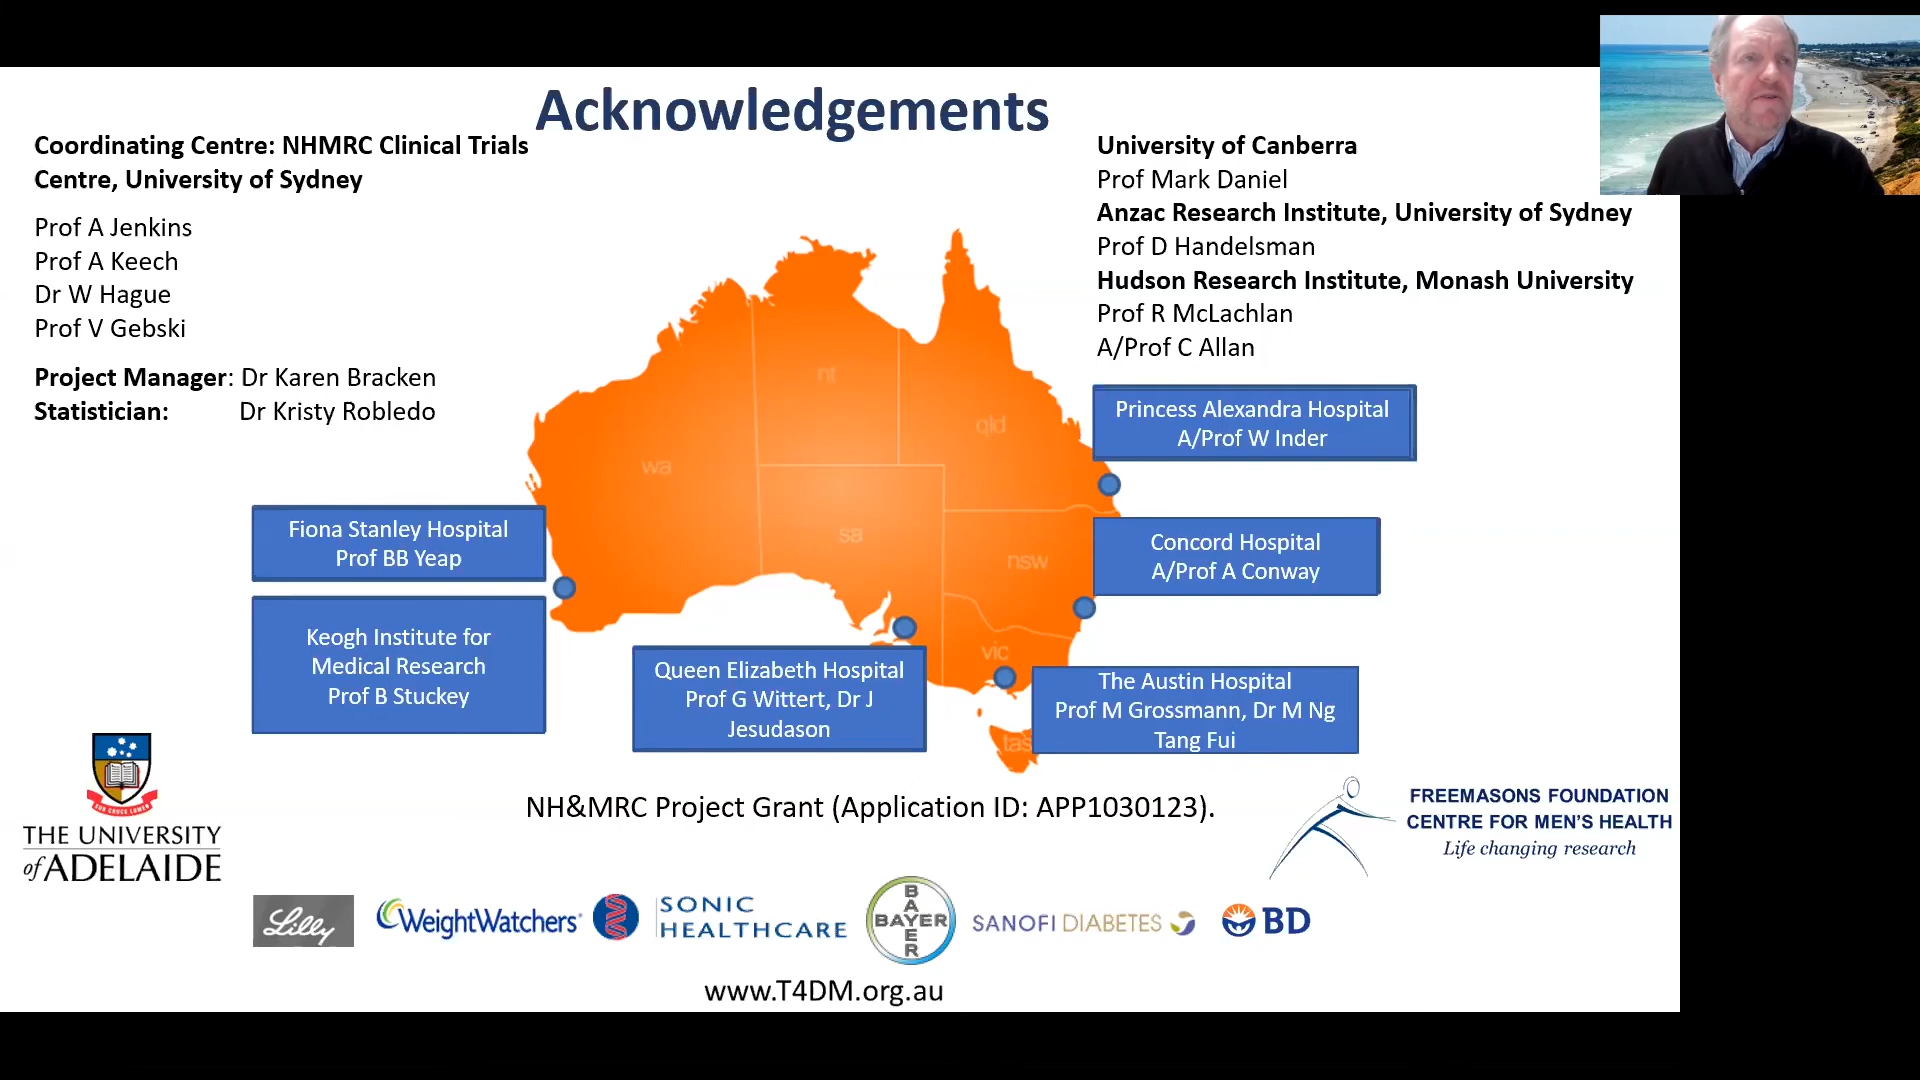 Acknowledgements
Coordinating Centre: NHMRC Clinical Trials
Centre, University of Sydney
Prof A Jenkins
Prof A Keech
Dr W Hague
Prof V Gebski
Project Manager: Dr Karen Bracken
Statistician: Dr Kristy Robledo
University of Canberra
Prof Mark Daniel
Anzac Research Institute, University of Sydney
Prof D Handelsman
Hudson Research Institute, Monash University
Prof R McLachlan
A/Prof C Allan
nt
qld
wa
sa
nsw
vic
tas
Princess Alexandra Hospital
A/Prof W Inder
Fiona Stanley Hospital
Prof BB Yeap
Concord Hospital
A/Prof A Conway
Keogh Institute for
Medical Research
Prof B Stuckey
Queen Elizabeth Hospital
Prof G Wittert, Dr J
Jesudason
The Austin Hospital
Prof M Grossmann, Dr M Ng
Tang Fui
THE UNIVERSITY
of ADELAIDE
NH&MRC Project Grant (Application ID: APP1030123).
FREEMASONS FOUNDATION
CENTRE FOR MEN'S HEALTH
Life changing research
Lilly
WeightWatchers
SONIC
HEALTHCARE
BAYER
BAYER
SANOFI DIABETES
BD
www.T4DM.org.au